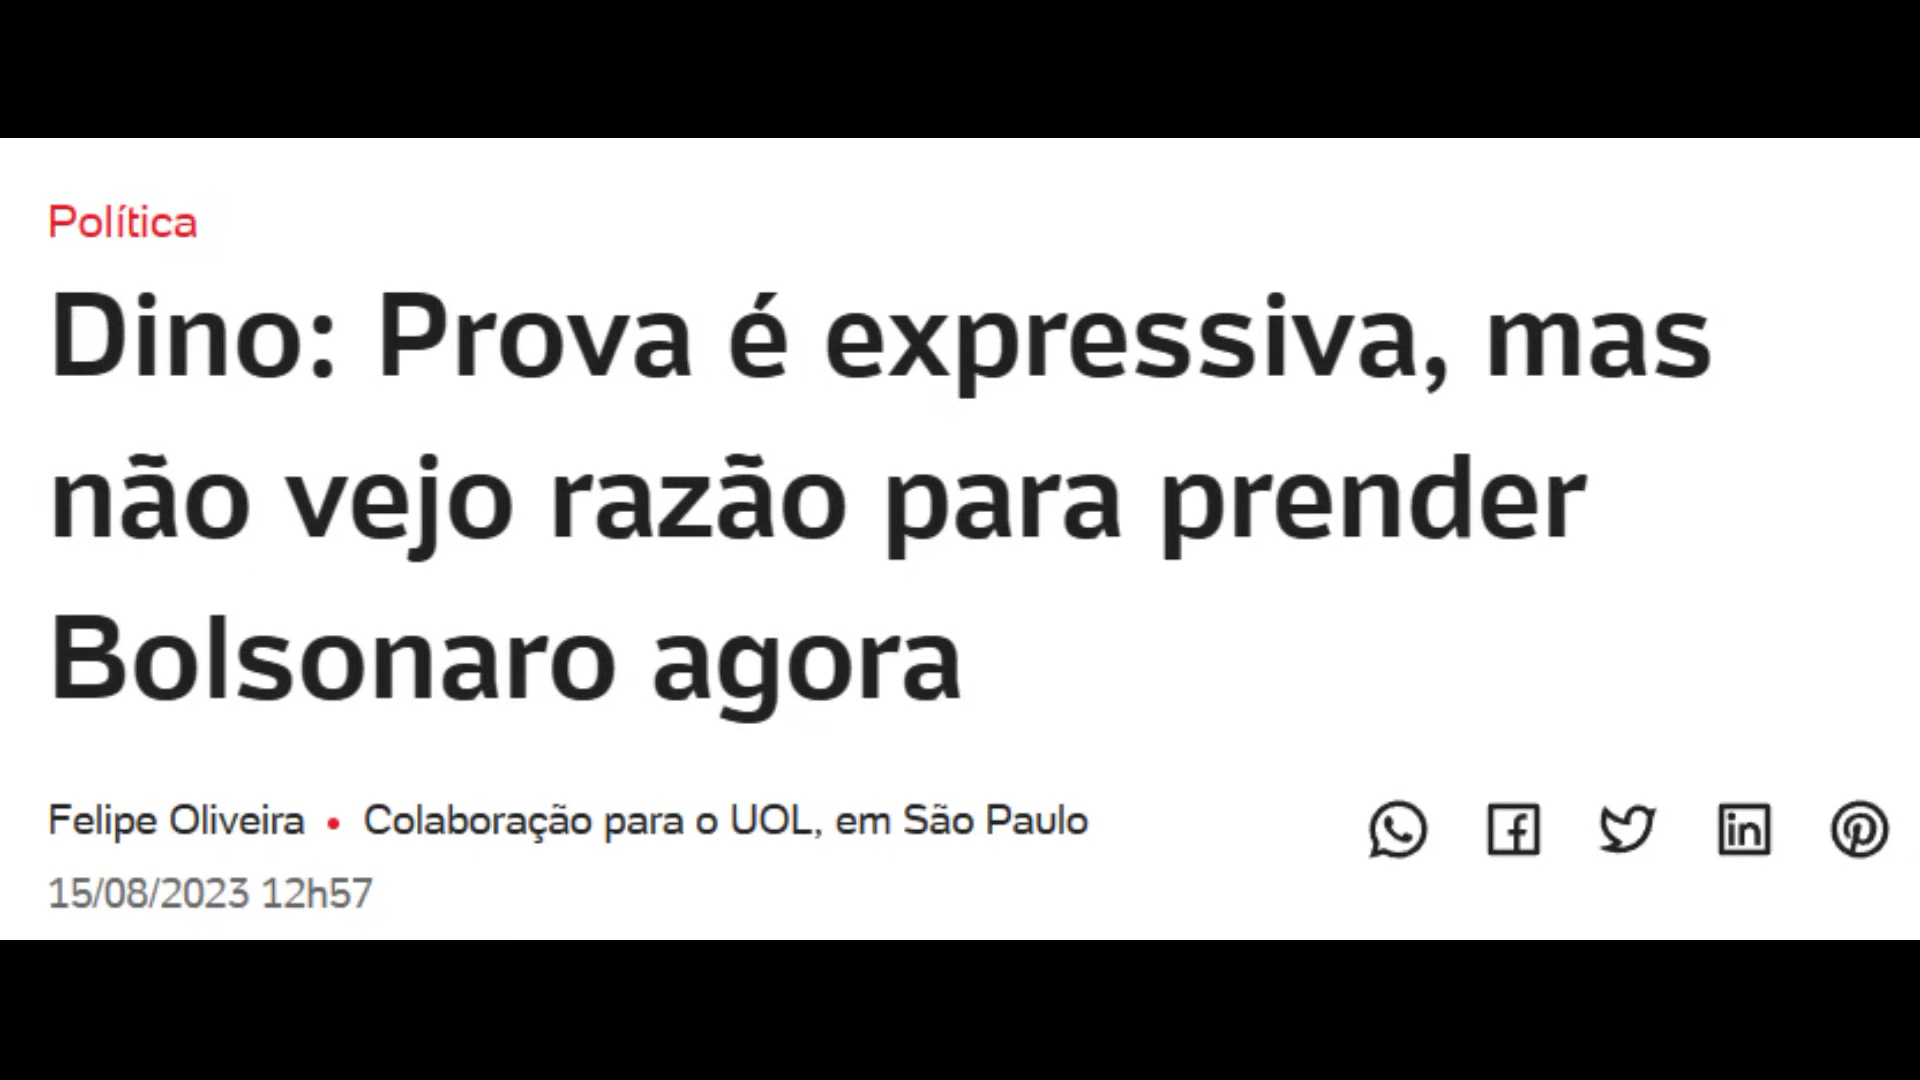 Política
Dino: Prova é expressiva, mas
não vejo razão para prender
Bolsonaro agora
Felipe Oliveira • Colaboração para o UOL, em São Paulo
15/08/2023 12h57